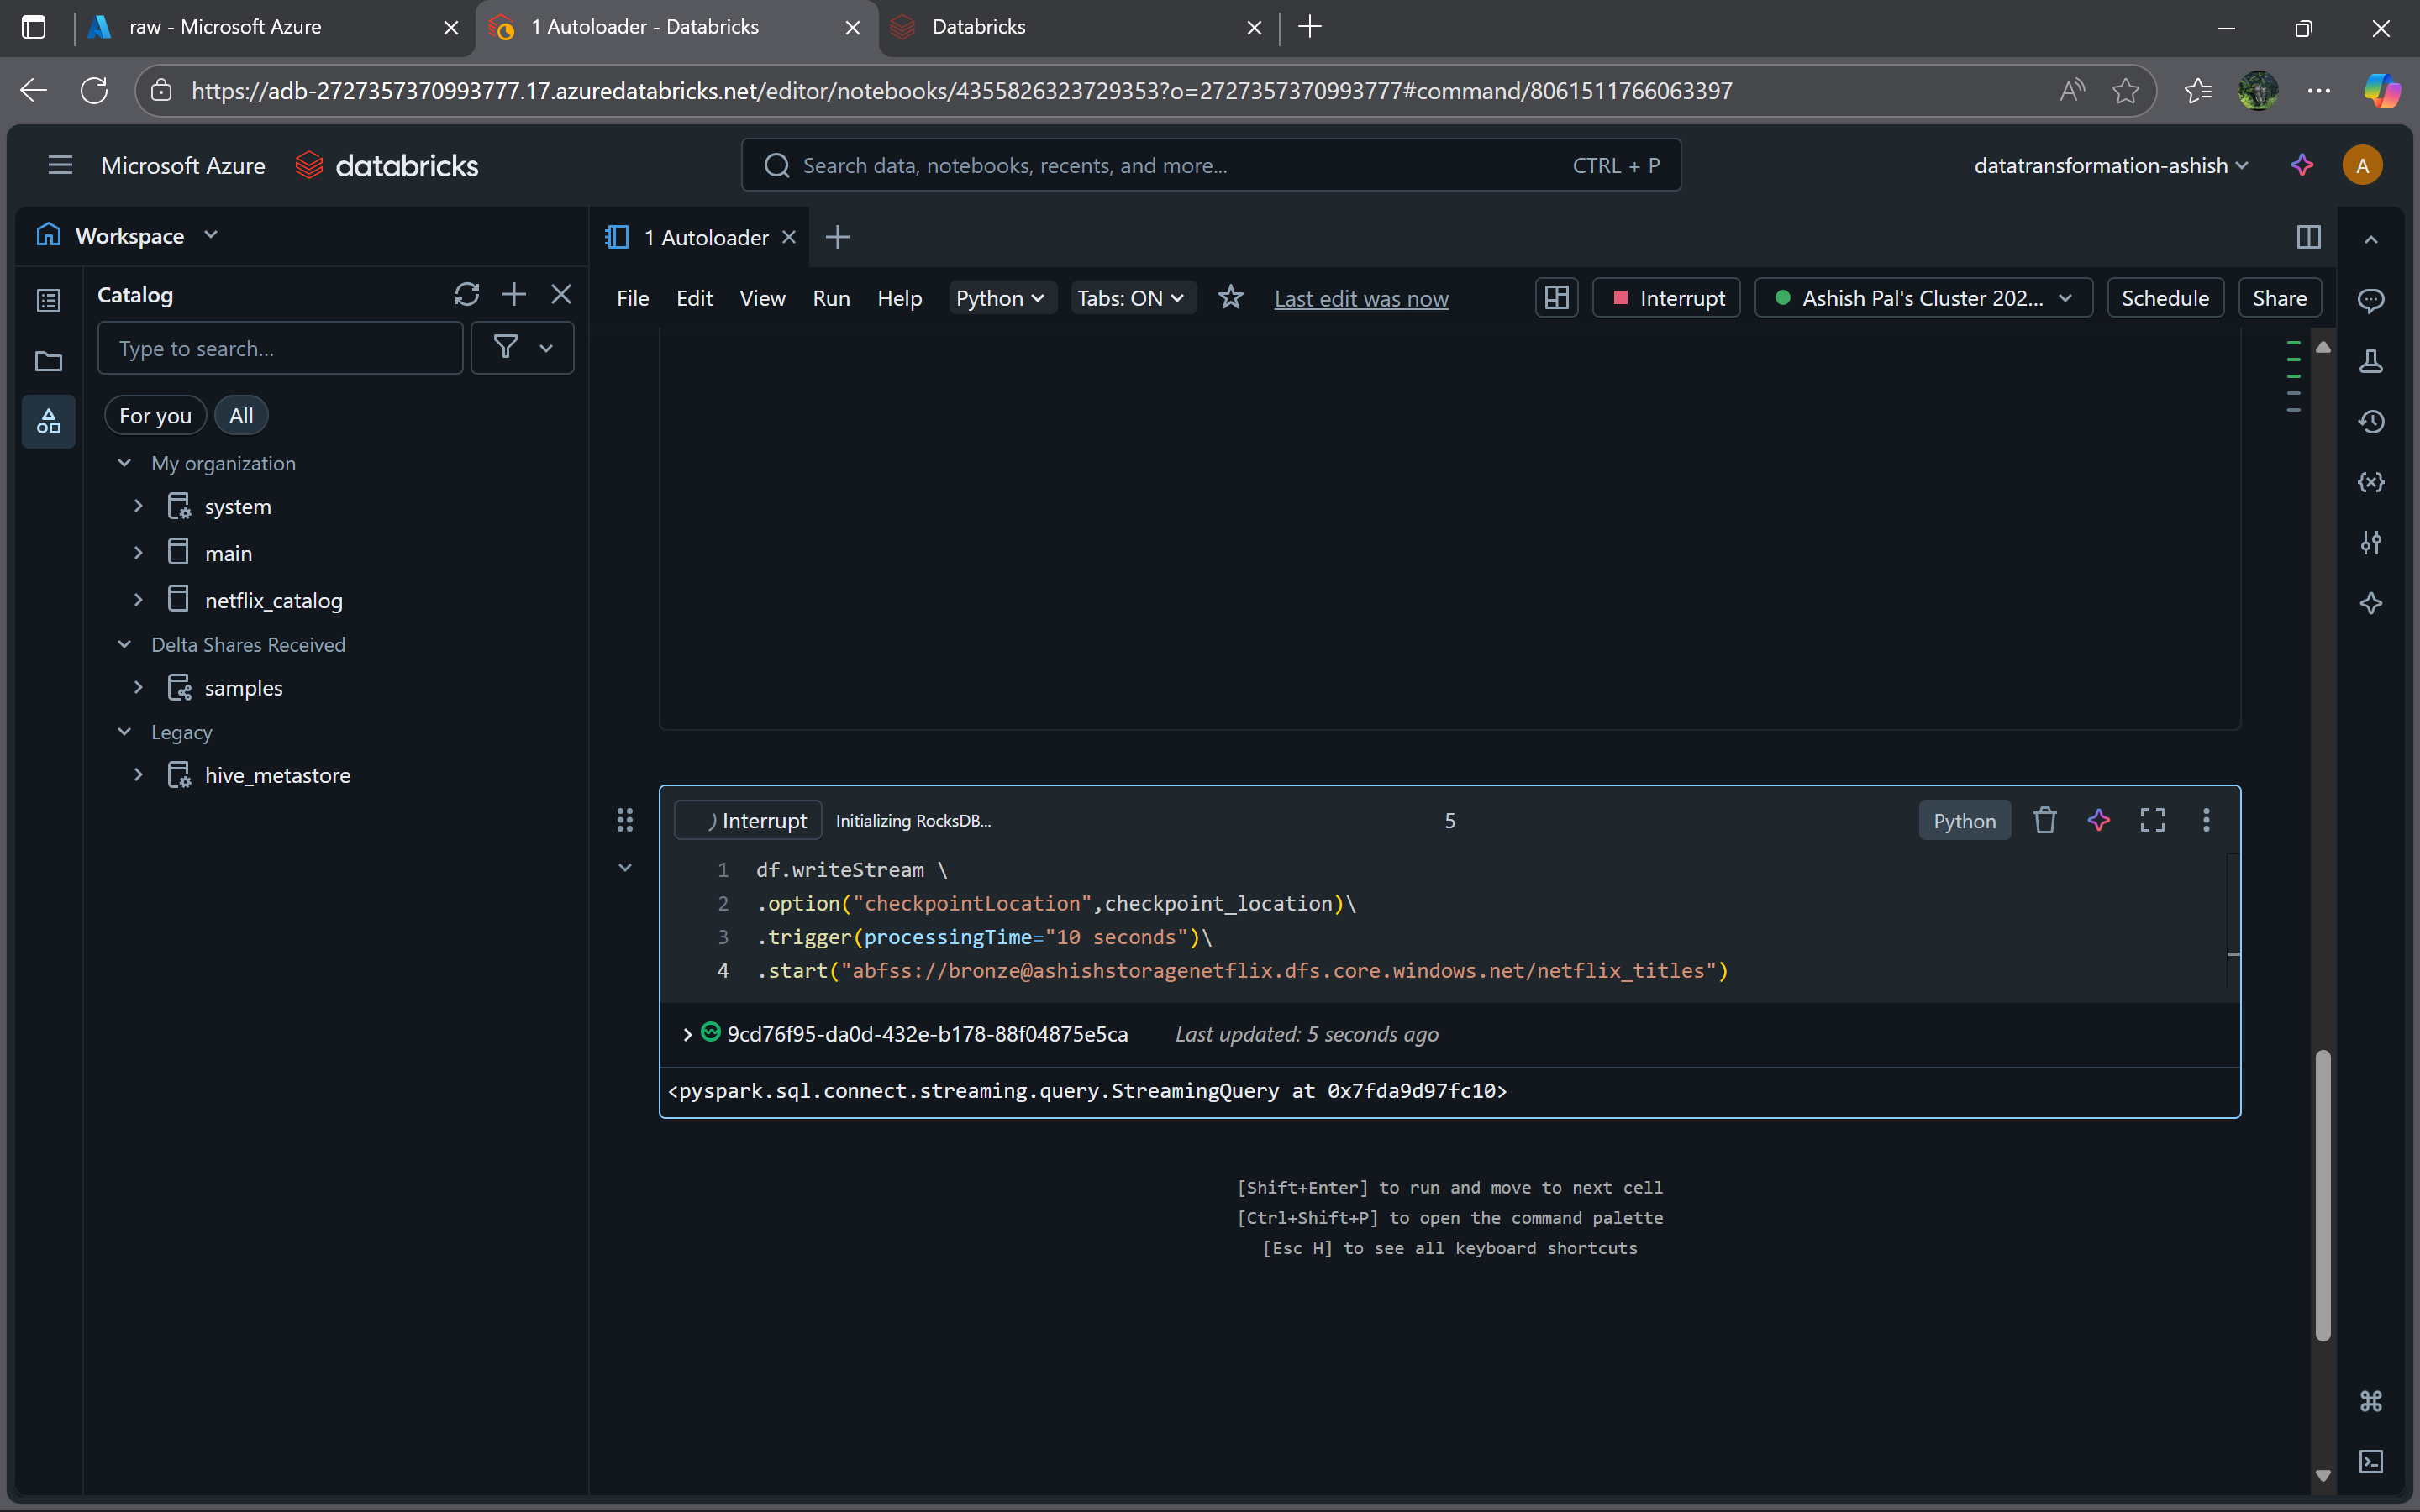 raw - Microsoft Azure
1 Autoloader - Databricks
Databricks
https://adb-2727357370993777.17.azuredatabricks.net/editor/notebooks/4355826323729353?o=2727357370993777#command/8061511766063397
Microsoft Azure databricks
Search data, notebooks, recents, and more... CTRL + P
datatransformation-ashish
A
Workspace
1 Autoloader
Catalog
File Edit View Run Help Python Tabs: ON Last edit was now Interrupt Ashish Pal's Cluster 202... Schedule Share
Type to search...
For you All
My organization
system
main
netflix_catalog
Delta Shares Received
samples
Legacy
hive_metastore
Interrupt Initializing RocksDB... 5 Python
1 df.writeStream \
2 .option("checkpointLocation",checkpoint_location)\
3 .trigger(processingTime="10 seconds")\
4 .start("abfss://bronze@ashishstoragenetflix.dfs.core.windows.net/netflix_titles")
9cd76f95-da0d-432e-b178-88f04875e5ca Last updated: 5 seconds ago
<pyspark.sql.connect.streaming.query.StreamingQuery at 0x7fda9d97fc10>
[Shift+Enter] to run and move to next cell
[Ctrl+Shift+P] to open the command palette
[Esc H] to see all keyboard shortcuts